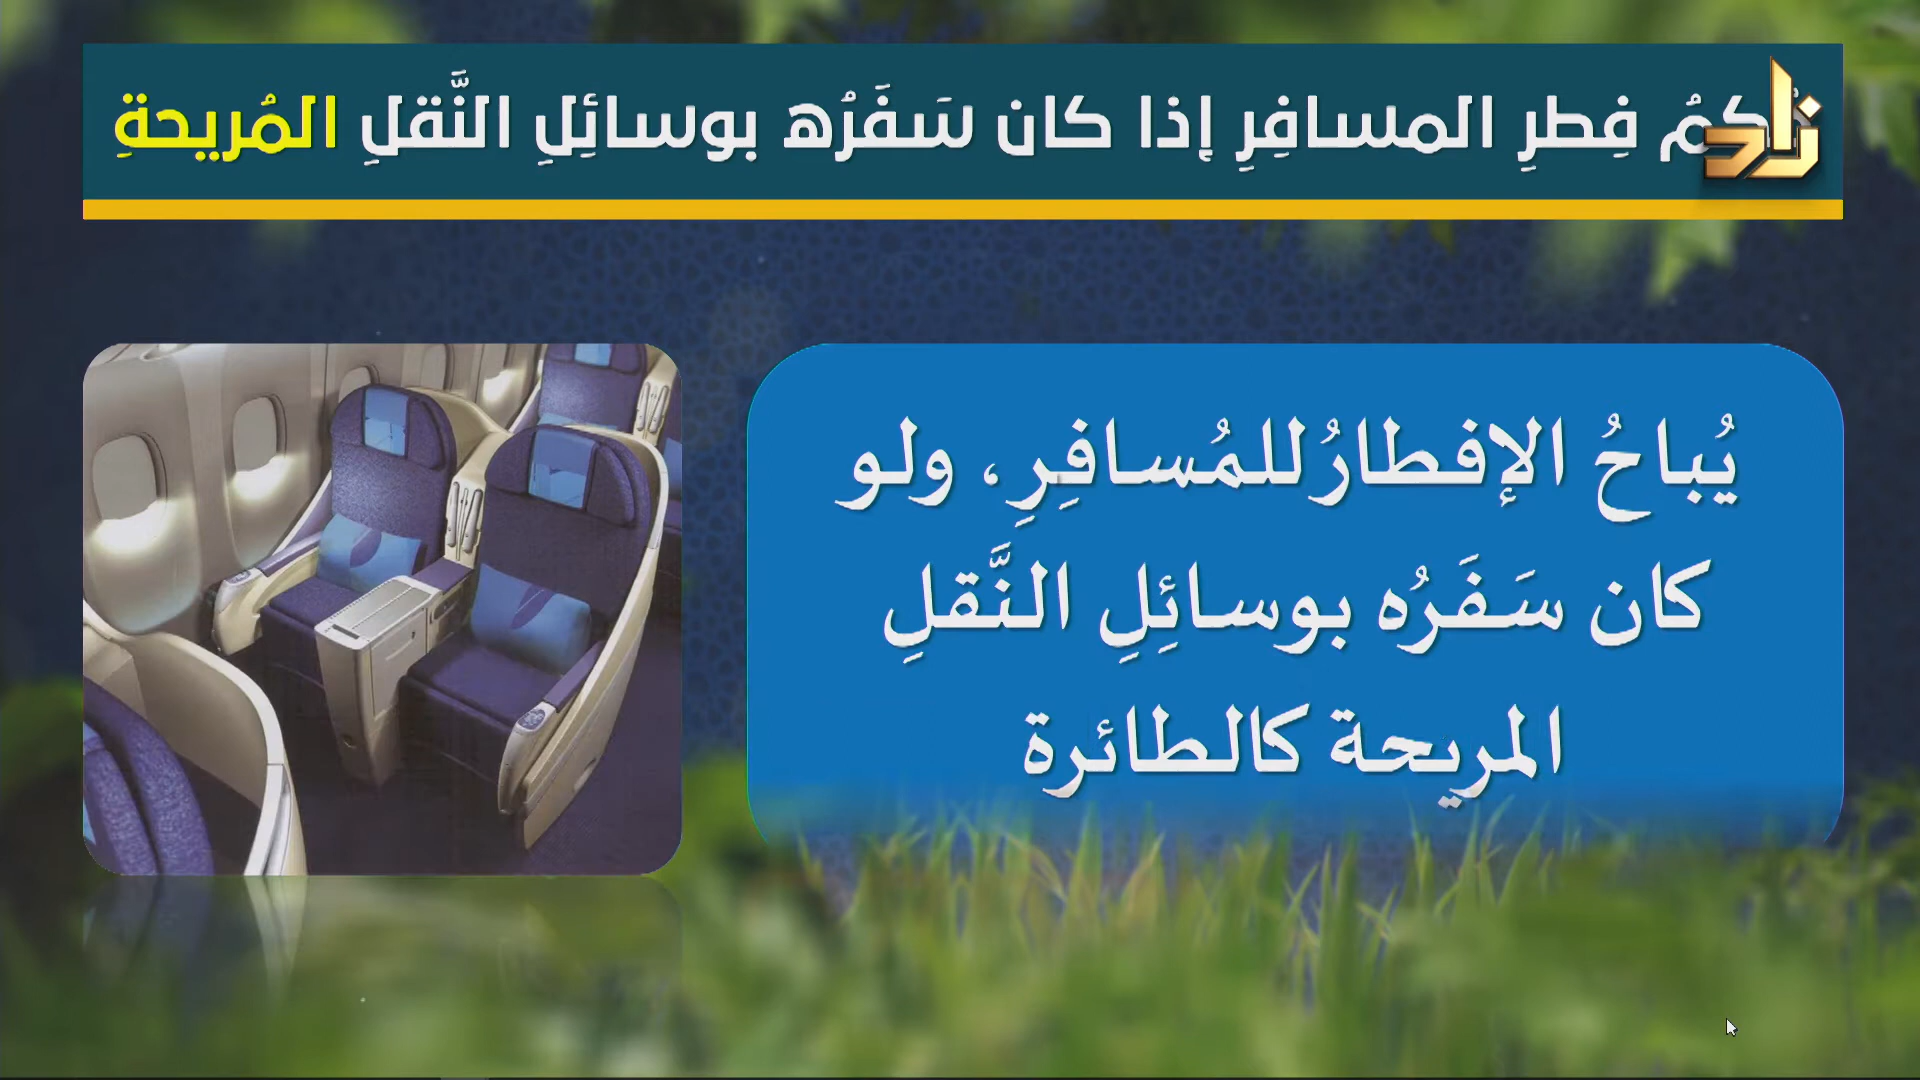 فِطرِ المسافِرِ إذا كان سَفَرُه بوسائِلِ النَّقلِ المُريحةِ
زاد
يُباحُ الإفطارُ للمُسافِرِ، ولو
كان سَفَرُه بوسائِلِ النَّقلِ
المريحة كالطائرة